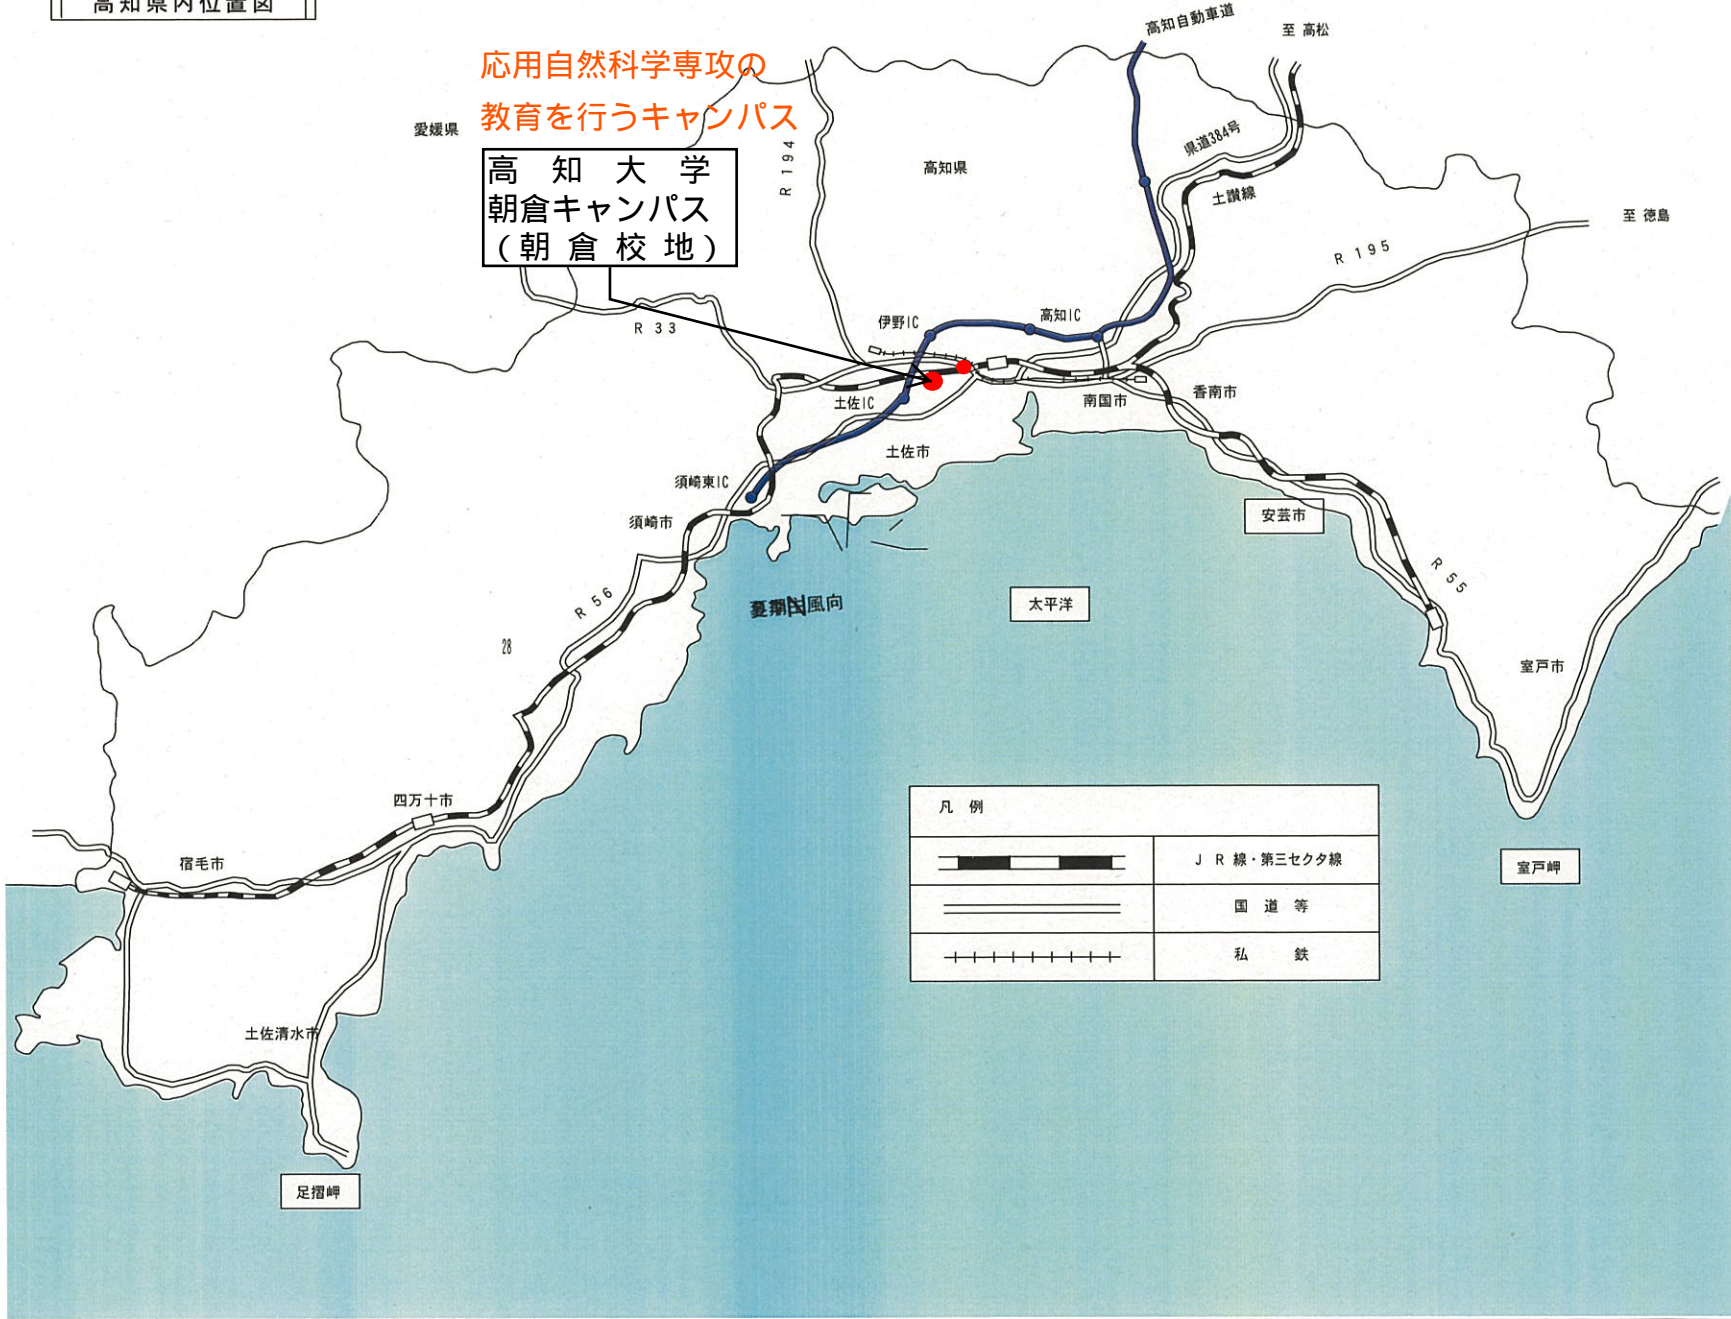 高知県内位置図
高知自動車道
至 高松
応用自然科学専攻の
教育を行うキャンパス
愛媛県
高 知 大 学
朝倉キャンパス
(朝 倉 校 地)
R 194
高知県
県道384号
土讃線
至 徳島
R 195
R 33
伊野IC
高知IC
土佐IC
南国市
香南市
土佐市
須崎東IC
須崎市
安芸市
R 56
風向
太平洋
R 55
28
室戸市
四万十市
宿毛市
凡 例
J R 線・第三セクタ線
国 道 等
私 鉄
室戸岬
土佐清水市
足摺岬